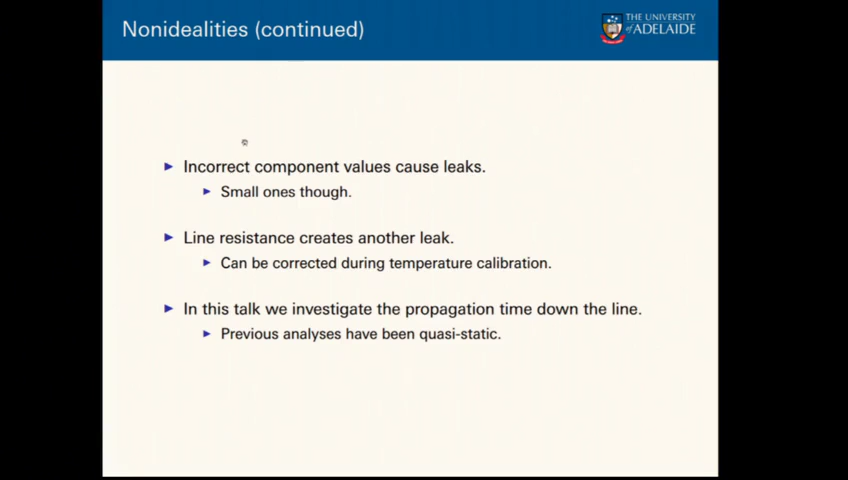 Nonidealities (continued)
THE UNIVERSITY
of ADELAIDE
Incorrect component values cause leaks.
Small ones though.
Line resistance creates another leak.
Can be corrected during temperature calibration.
In this talk we investigate the propagation time down the line.
Previous analyses have been quasi-static.